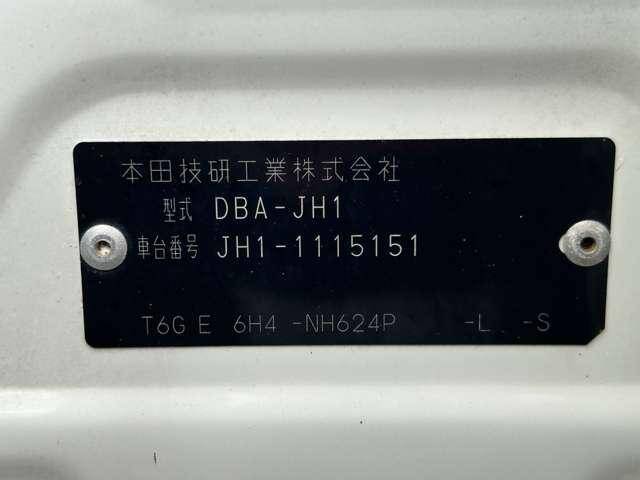 本田技研工業株式会社
型式 DBA-JH1
車台番号 JH1-1115151
T6G E 6H4 -NH624P -L -S